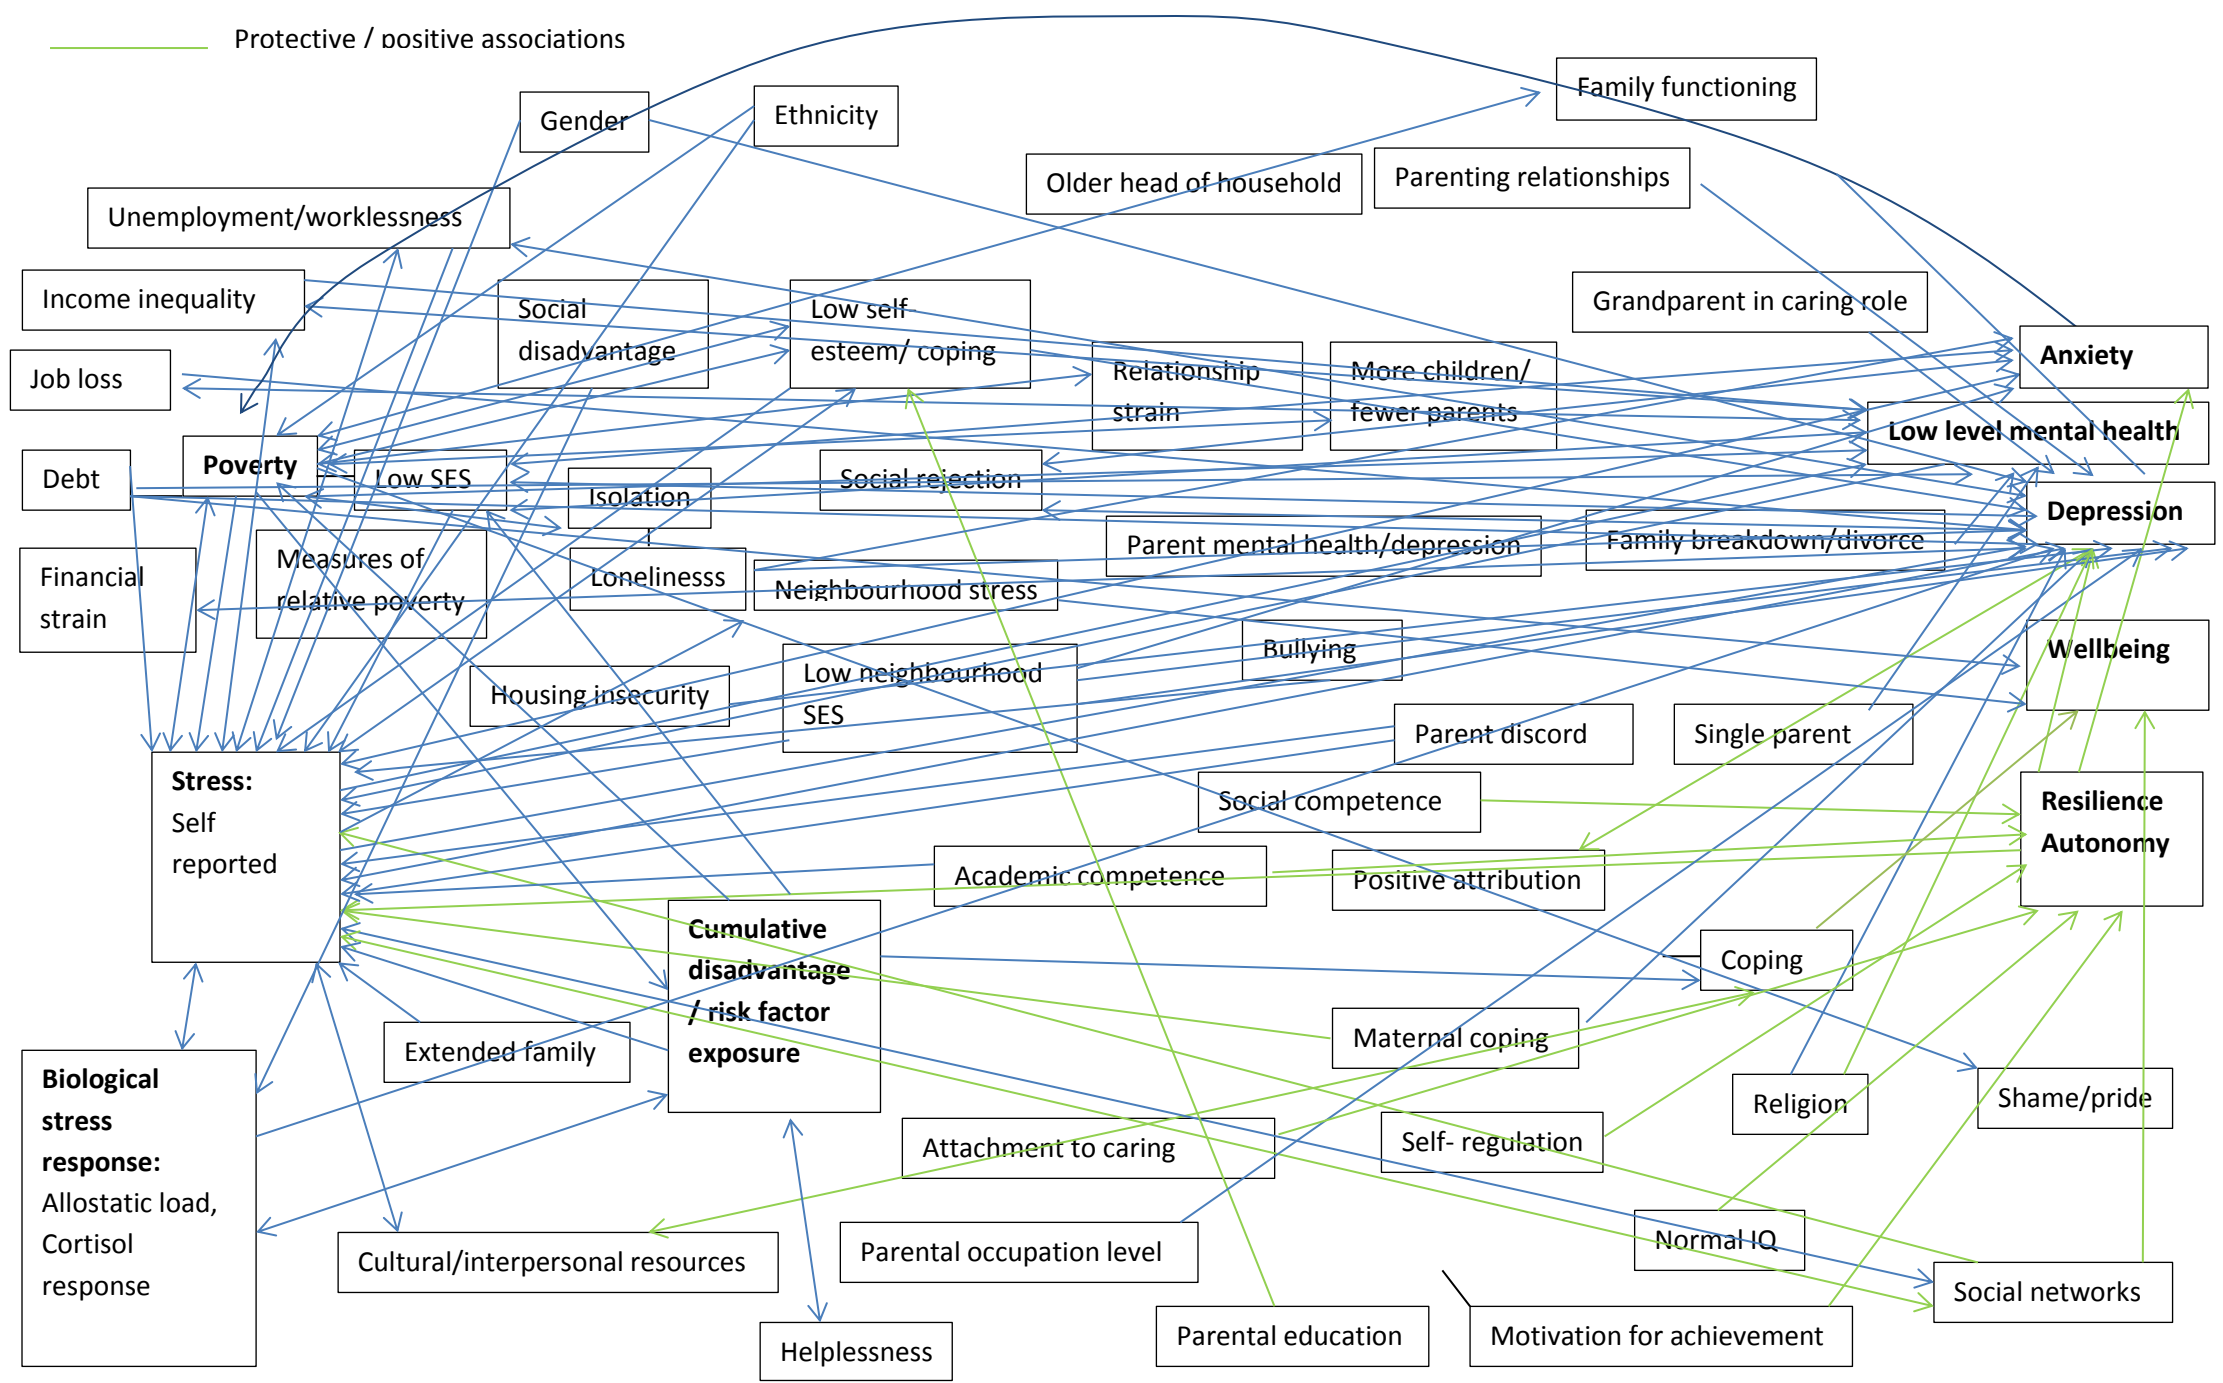 Protective / positive associations
Family functioning
Gender
Ethnicity
Older head of household
Parenting relationships
Unemployment/worklessness
Income inequality
Social
disadvantage
Low self-
esteem/ coping
Grandparent in caring role
Job loss
Relationship
strain
More children/
fewer parents
Anxiety
Low level mental health
Debt
Poverty
Low SES
Isolation
Social rejection
Depression
Financial
strain
Measures of
relative poverty
Lonelinesss
Neighbourhood stress
Parent mental health/depression
Family breakdown/divorce
Housing insecurity
Low neighbourhood
SES
Bullying
Wellbeing
Parent discord
Single parent
Stress:
Self
reported
Social competence
Resilience
Autonomy
Academic competence
Positive attribution
Cumulative
disadvantage
/ risk factor
exposure
Coping
Extended family
Maternal coping
Biological
stress
response:
Allostatic load,
Cortisol
response
Religion
Shame/pride
Attachment to caring
Self- regulation
Cultural/interpersonal resources
Parental occupation level
Normal IQ
Social networks
Helplessness
Parental education
Motivation for achievement